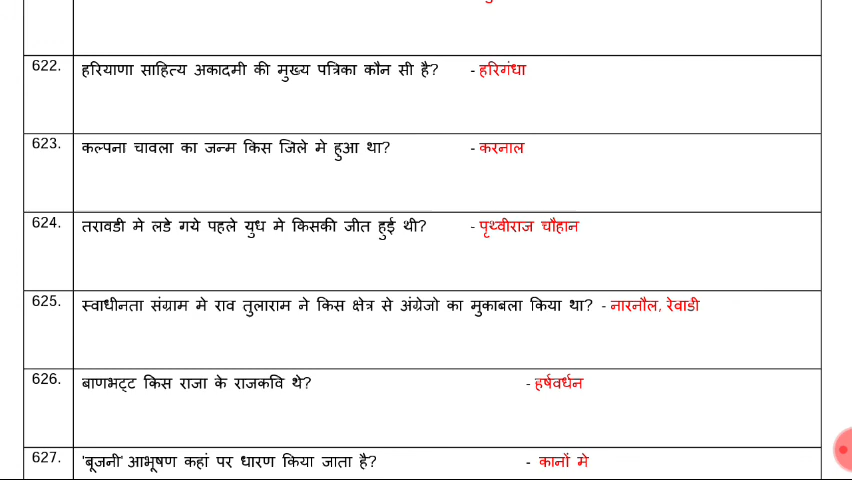 622. हरियाणा साहित्य अकादमी की मुख्य पत्रिका कौन सी है? - हरिगंधा
623. कल्पना चावला का जन्म किस जिले मे हुआ था? - करनाल
624. तरावडी मे लडे गये पहले युध मे किसकी जीत हुई थी? - पृथ्वीराज चौहान
625. स्वाधीनता संग्राम मे राव तुलाराम ने किस क्षेत्र से अंग्रेजो का मुकाबला किया था? - नारनौल, रेवाडी
626. बाणभट्ट किस राजा के राजकवि थे? - हर्षवर्धन
627. 'बूजनी' आभूषण कहां पर धारण किया जाता है? - कानों मे